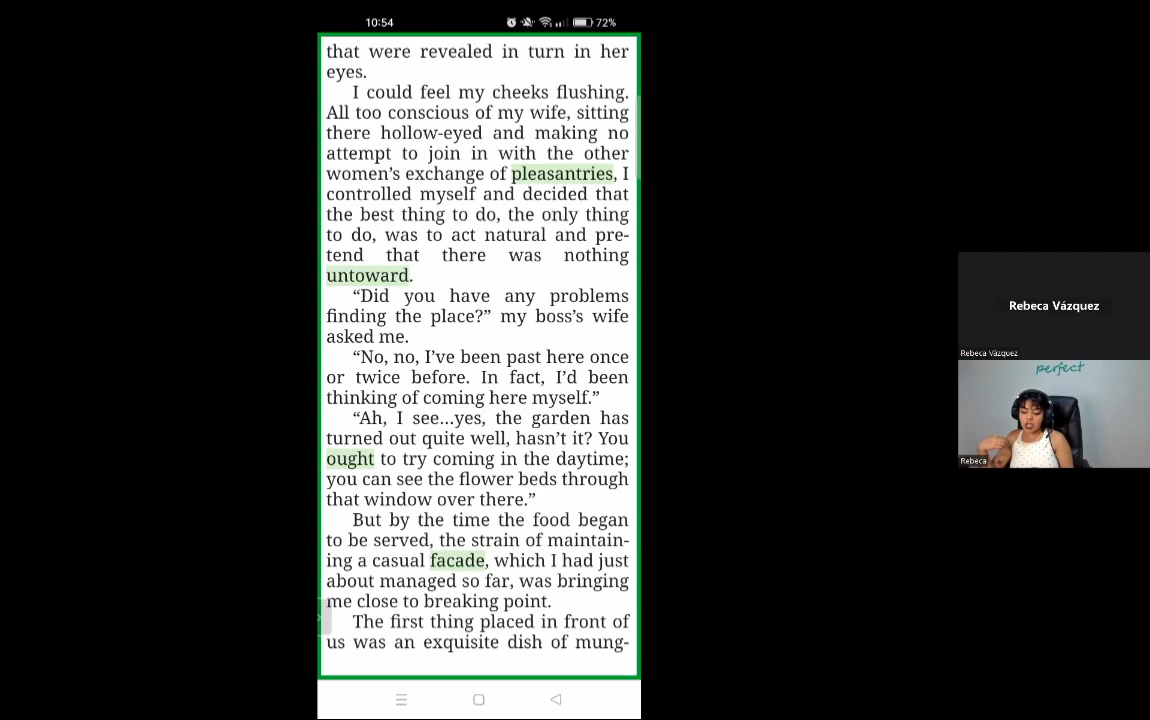 10:54
72%
that were revealed in turn in her
eyes.
I could feel my cheeks flushing.
All too conscious of my wife, sitting
there hollow-eyed and making no
attempt to join in with the other
women's exchange of pleasantries, I
controlled myself and decided that
the best thing to do, the only thing
to do, was to act natural and pre-
tend that there was nothing
untoward.
“Did you have any problems
finding the place?” my boss's wife
asked me.
“No, no, I've been past here once
or twice before. In fact, I'd been
thinking of coming here myself.”
“Ah, I see...yes, the garden has
turned out quite well, hasn't it? You
ought to try coming in the daytime;
you can see the flower beds through
that window over there.”
But by the time the food began
to be served, the strain of maintain-
ing a casual facade, which I had just
about managed so far, was bringing
me close to breaking point.
The first thing placed in front of
us was an exquisite dish of mung-
Rebeca Vázquez
Rebeca Vázquez
perfect
Rebeca